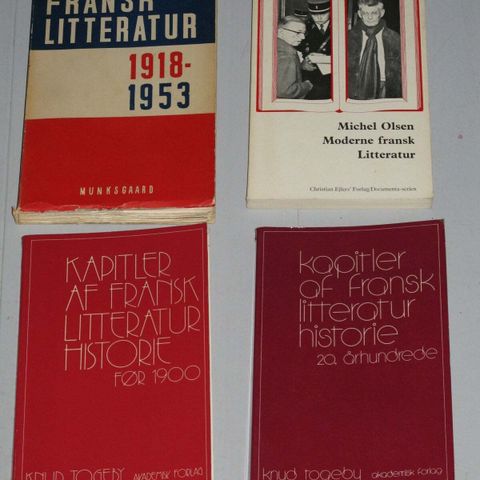 FRANSK
LITTERATUR
1918-
1953
MUNKSGAARD
Michel Olsen
Moderne fransk
Litteratur
Christian Ejlers' Forlag/Documenta-serien
KAPITLER
AF FRANSK
LITTERATUR
HISTORIE
FØR 1900
KNUD TOGEBY AKADEMISK FORLAG
kapitler
af fransk
litteratur
historie
20. århundrede
knud togeby akademisk forlag